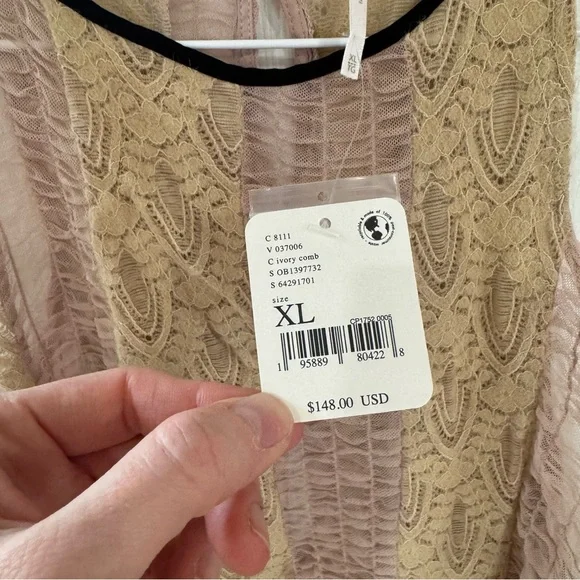 C 8111
V 037006
C ivory comb
S OB1397732
S 64291701
size
XL
CP1752 0005
1 95889 80422 8
$148.00 USD